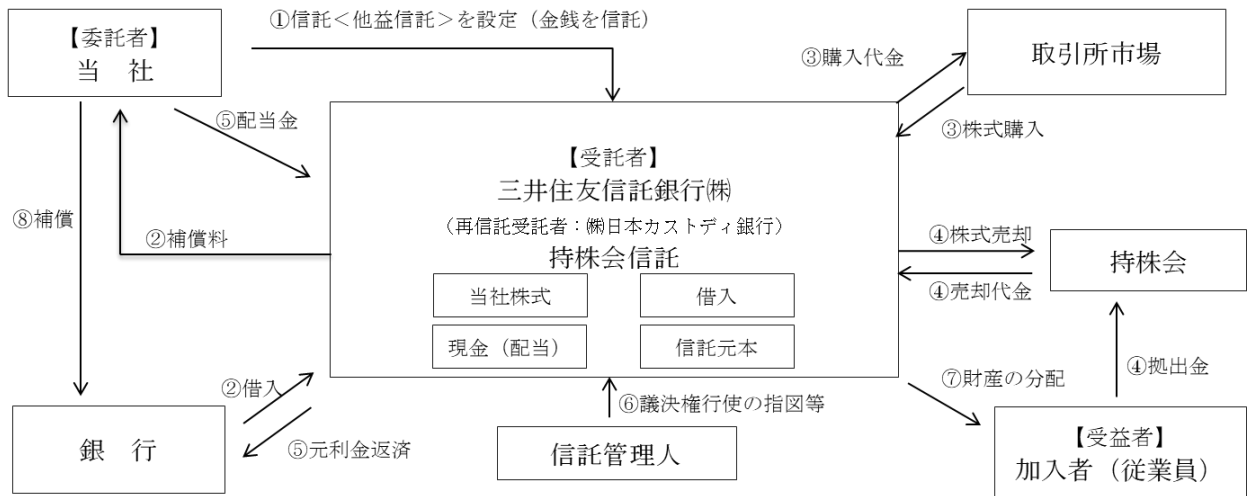 ①信託＜他益信託＞を設定（金銭を信託）
【委託者】
当　社
③購入代金
取引所市場
⑤配当金
③株式購入
【受託者】
三井住友信託銀行㈱
（再信託受託者：㈱日本カストディ銀行）
持株会信託
⑧補償
②補償料
④株式売却
持株会
④売却代金
当社株式
借入
現金（配当）
信託元本
②借入
⑦財産の分配
④拠出金
⑥議決権行使の指図等
銀　行
⑤元利金返済
信託管理人
【受益者】
加入者（従業員）